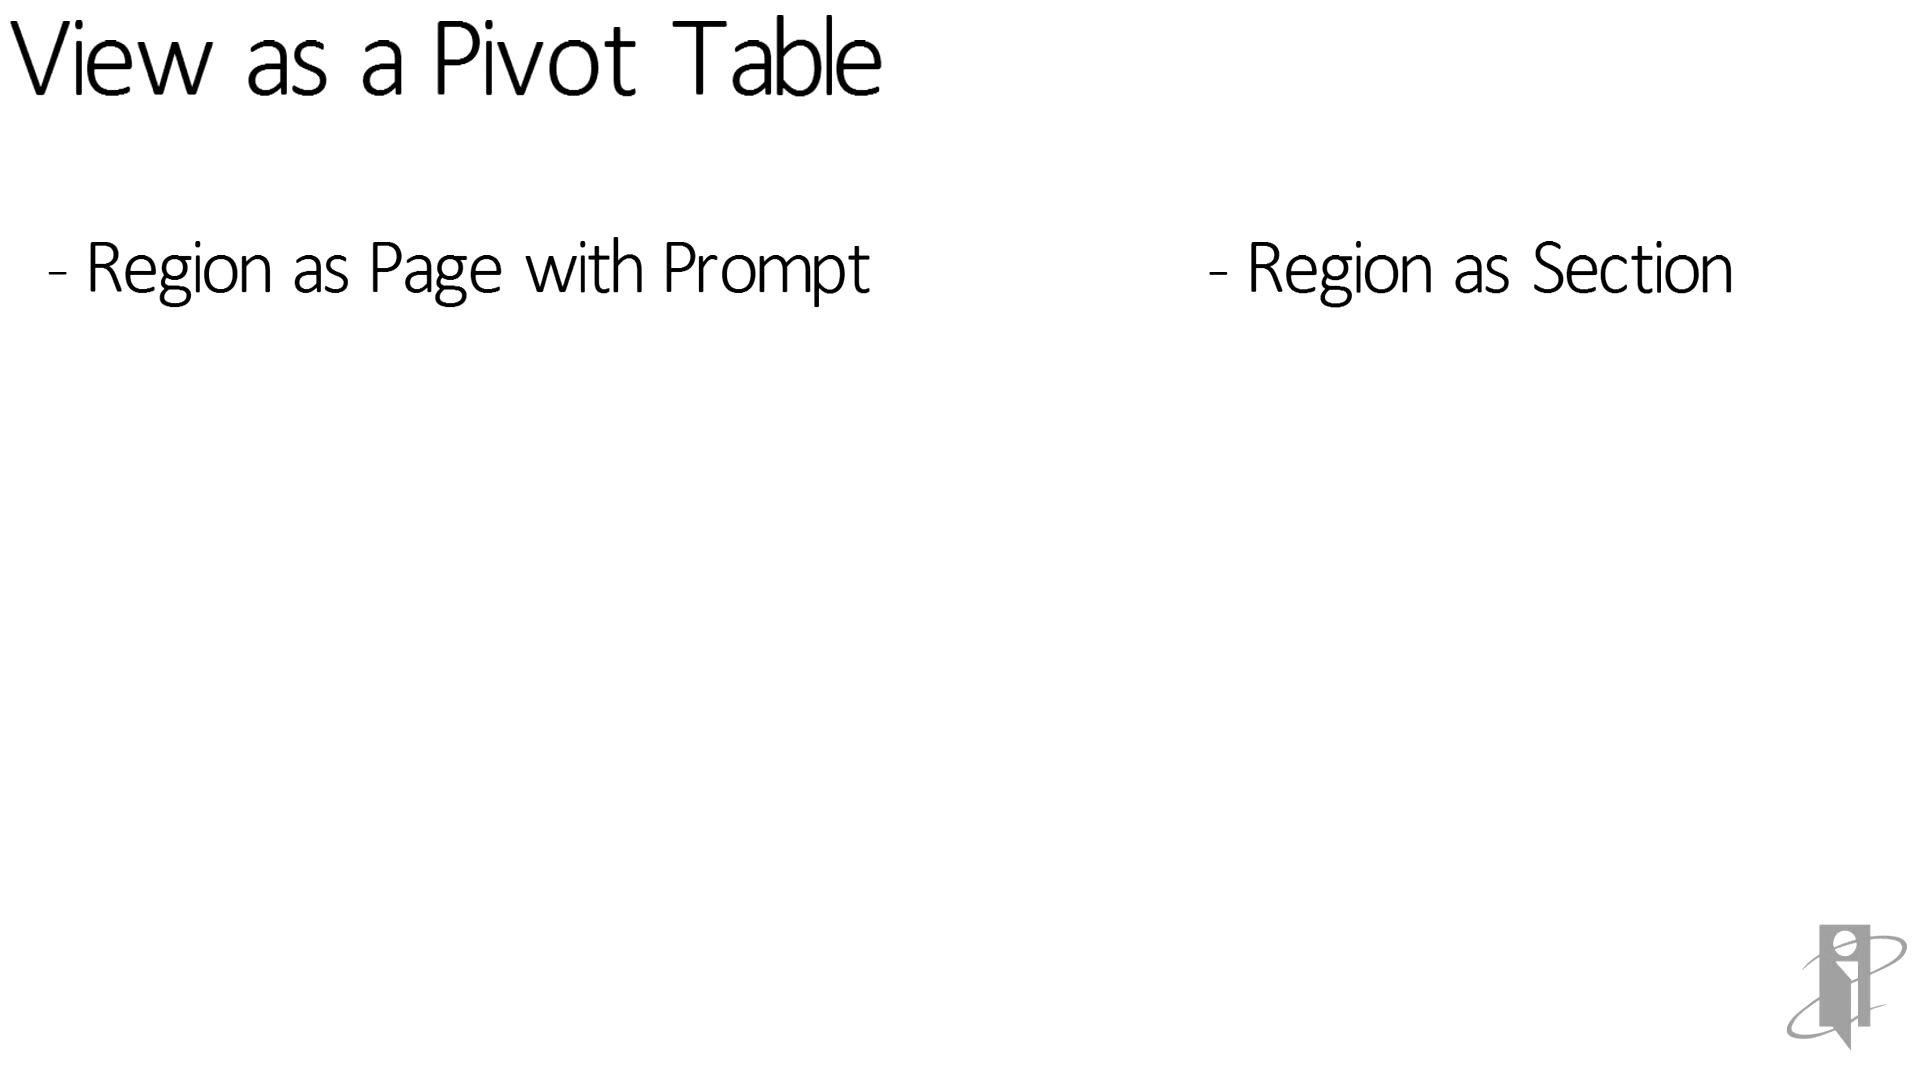 View as a Pivot Table
- Region as Page with Prompt
- Region as Section